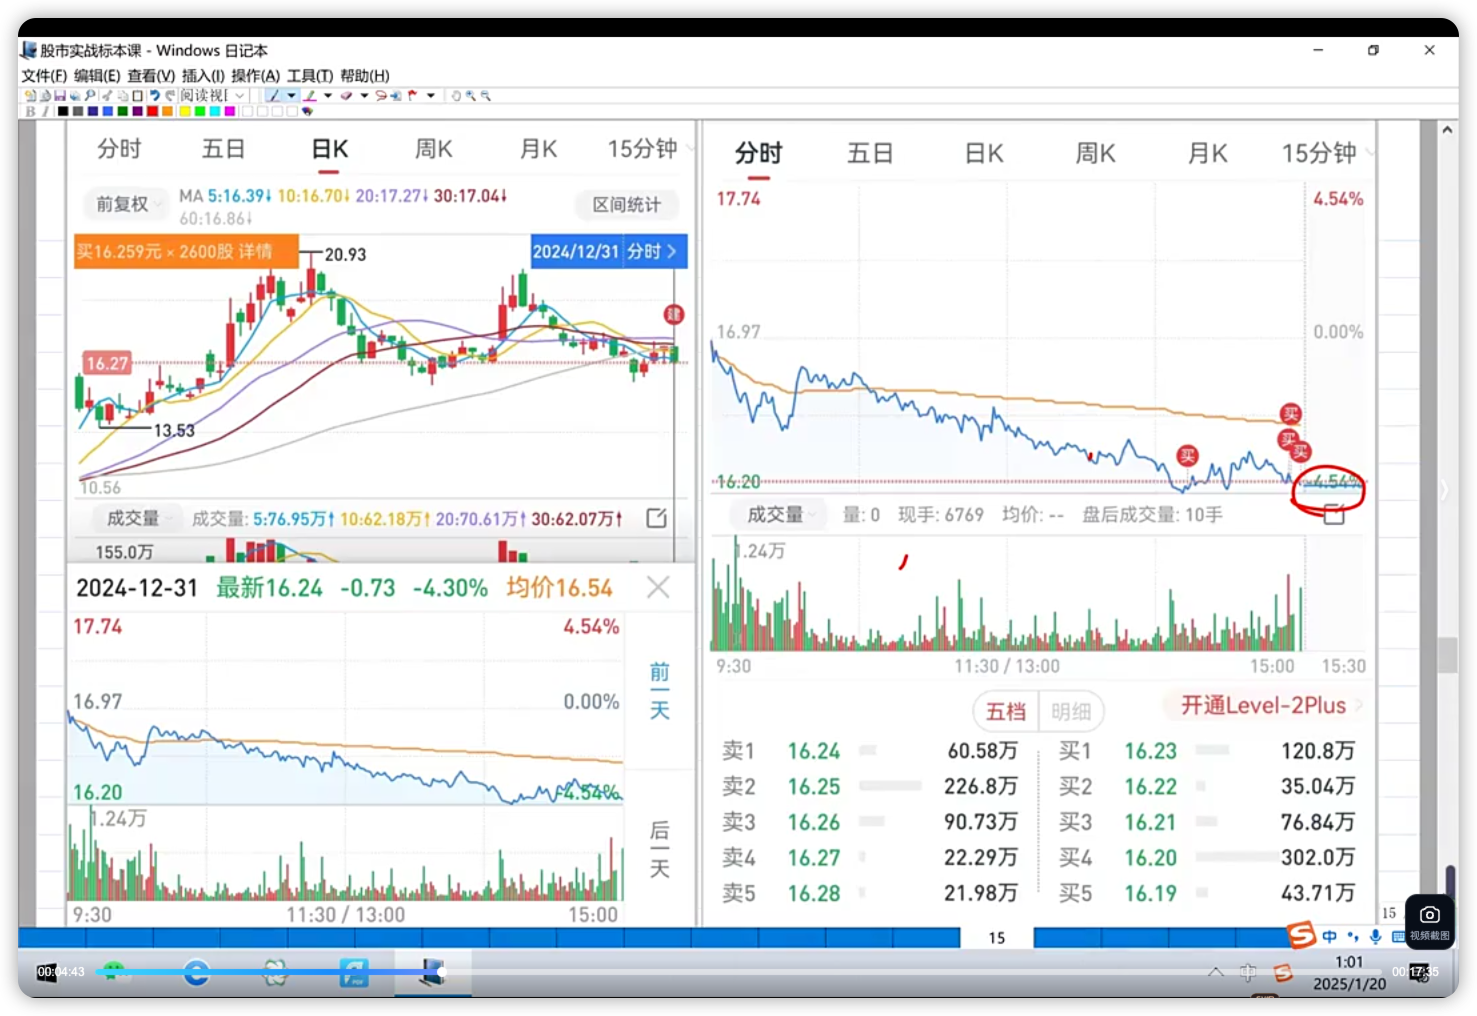 股市实战标本课 - Windows 日记本
文件(F) 编辑(E) 查看(V) 插入(I) 操作(A) 工具(T) 帮助(H)
B I
分时 五日 日K 周K 月K 15分钟
前复权 MA 5:16.39↓ 10:16.70↓ 20:17.27↓ 30:17.04↓
60:16.86↓
区间统计
买16.259元 × 2600股 详情
20.93
2024/12/31 分时 >
建
16.27
13.53
10.56
成交量 成交量: 5:76.95万↑ 10:62.18万↑ 20:70.61万↑ 30:62.07万↑
155.0万
2024-12-31 最新16.24 -0.73 -4.30% 均价16.54
17.74 4.54%
16.97 0.00%
16.20 -4.54%
1.24万
9:30 11:30 / 13:00 15:00
前一天
后一天
分时 五日 日K 周K 月K 15分钟
17.74 4.54%
16.97 0.00%
买
买
买
买
16.20 -4.54%
成交量 量: 0 现手: 6769 均价: -- 盘后成交量: 10手
1.24万
9:30 11:30 / 13:00 15:00 15:30
五档 明细 开通Level-2Plus >
卖1 16.24 60.58万 买1 16.23 120.8万
卖2 16.25 226.8万 买2 16.22 35.04万
卖3 16.26 90.73万 买3 16.21 76.84万
卖4 16.27 22.29万 买4 16.20 302.0万
卖5 16.28 21.98万 买5 16.19 43.71万
15
15
视频截图
中
00:04:43
中
1:01
2025/1/20
00:17:35